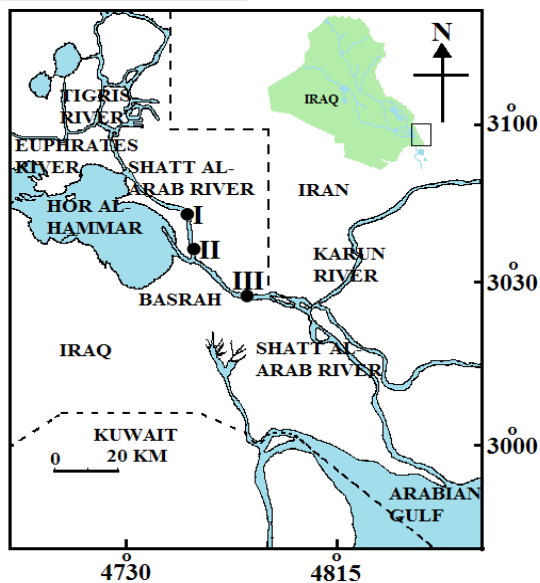 N
TIGRIS
RIVER
IRAQ
3100
EUPHRATES
RIVER
SHATT AL-
ARAB RIVER
IRAN
HOR AL-
HAMMAR
I
II
KARUN
RIVER
III
3030
BASRAH
IRAQ
SHATT AL-
ARAB RIVER
KUWAIT
0 20 KM
3000
ARABIAN
GULF
4730
4815